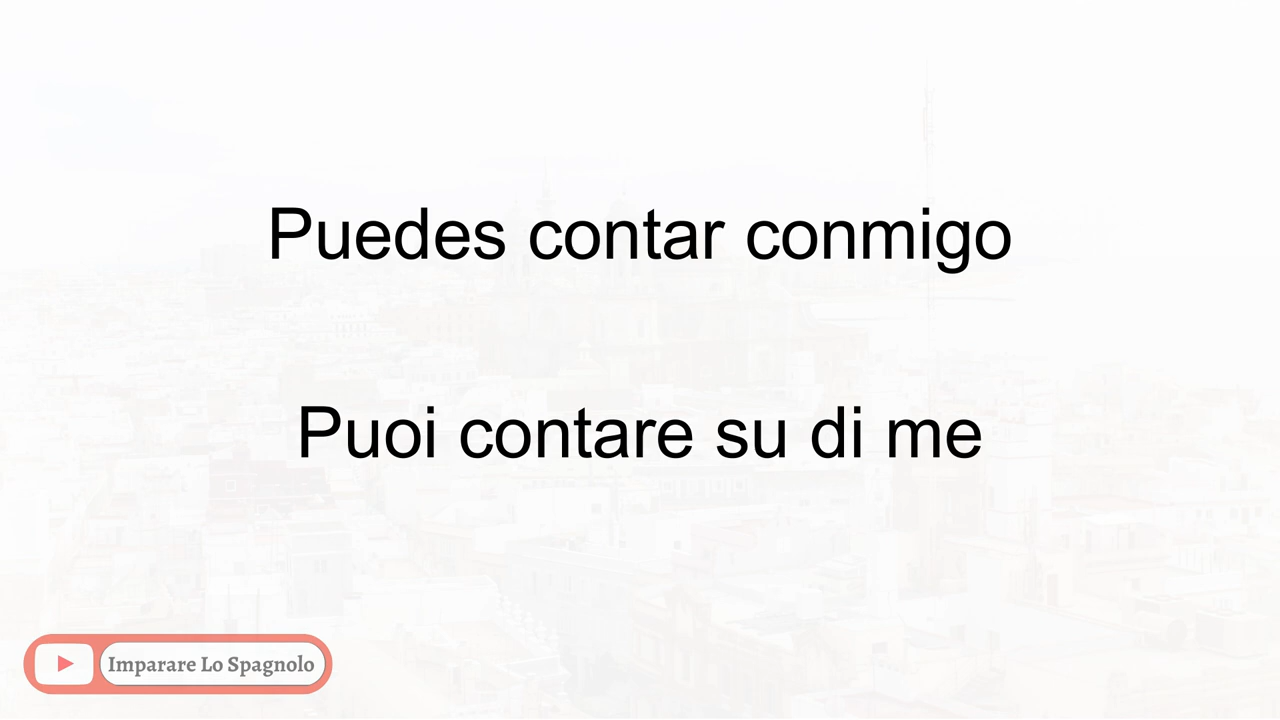 Puedes contar conmigo
Puoi contare su di me
Imparare Lo Spagnolo